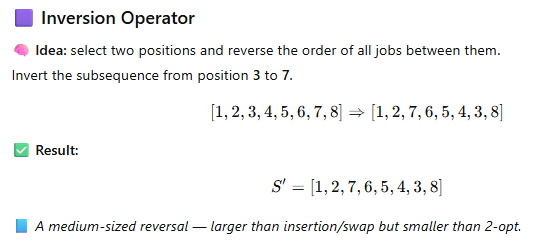 🟪 Inversion Operator
🧠 Idea: select two positions and reverse the order of all jobs between them.
Invert the subsequence from position 3 to 7.
[1, 2, 3, 4, 5, 6, 7, 8] ⇒ [1, 2, 7, 6, 5, 4, 3, 8]
✅ Result:
S′ = [1, 2, 7, 6, 5, 4, 3, 8]
📘 A medium-sized reversal — larger than insertion/swap but smaller than 2-opt.